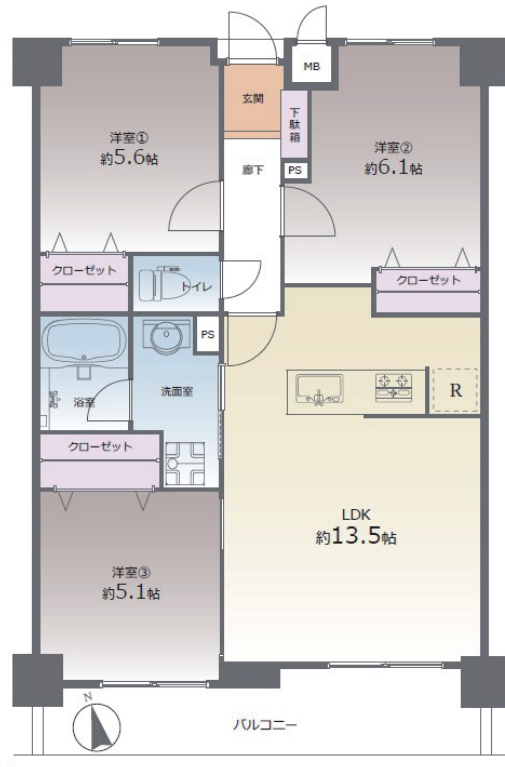 MB
玄関
下駄箱
洋室①
約5.6帖
洋室②
約6.1帖
廊下
PS
クローゼット
トイレ
クローゼット
PS
浴室
洗面室
R
クローゼット
LDK
約13.5帖
洋室③
約5.1帖
N
バルコニー